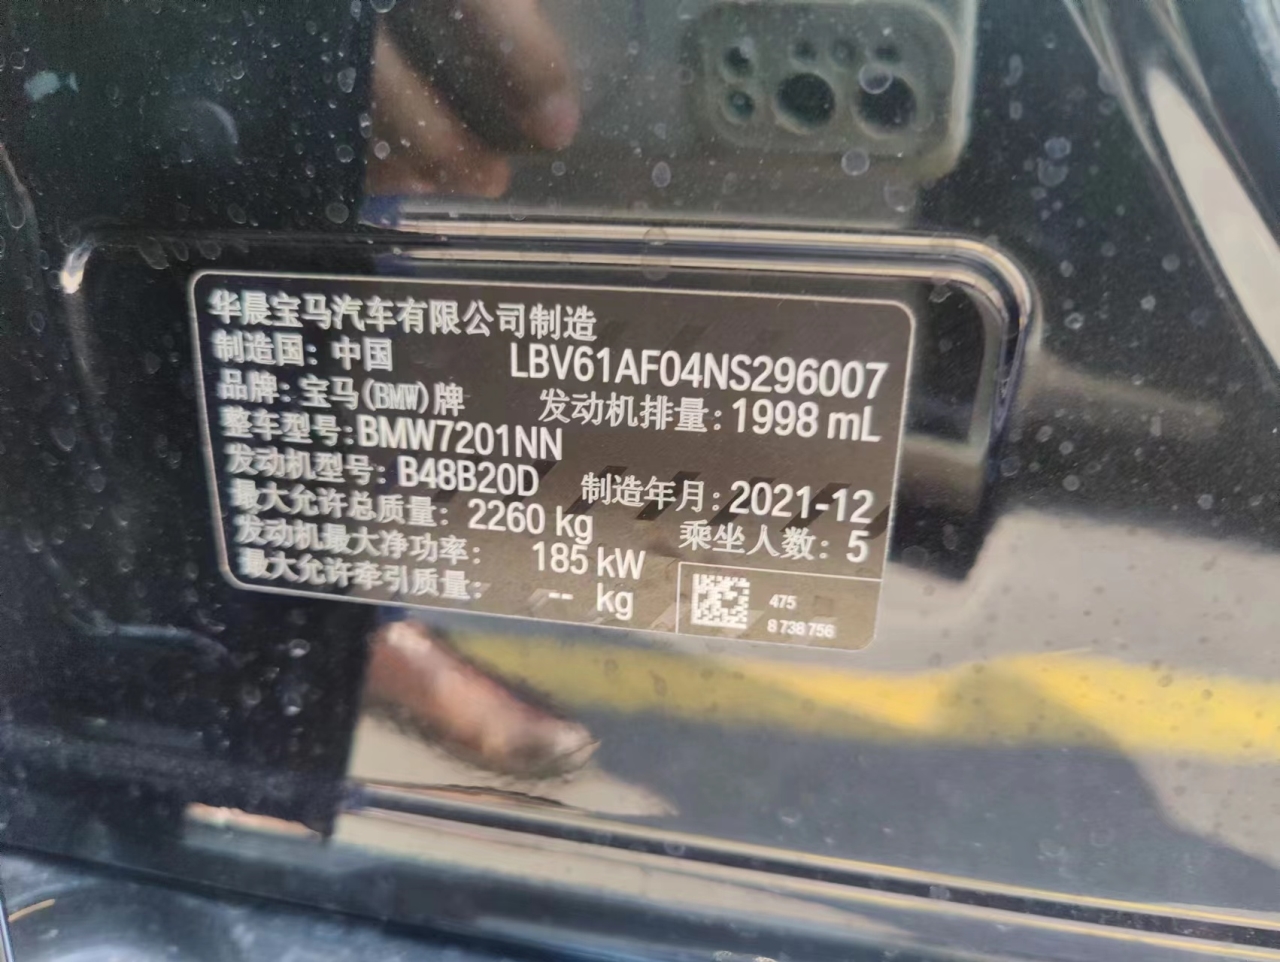 华晨宝马汽车有限公司制造
制造国：中国 LBV61AF04NS296007
品牌：宝马(BMW)牌 发动机排量：1998 mL
整车型号：BMW7201NN
发动机型号：B48B20D 制造年月：2021-12
最大允许总质量：2260 kg 乘坐人数：5
发动机最大净功率：185 kW
最大允许牵引质量：-- kg
475
8 738 756